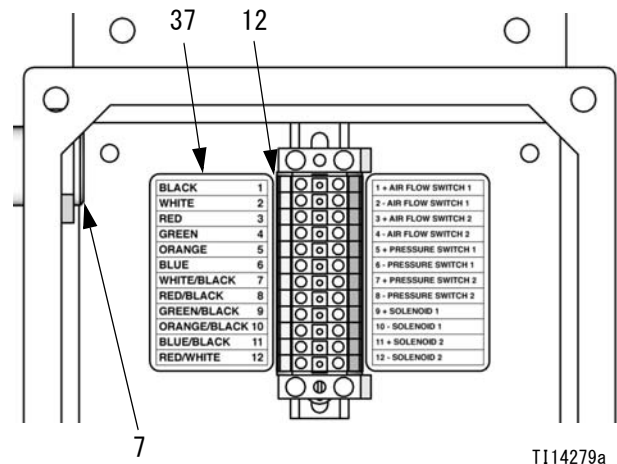 37
12
BLACK 1
WHITE 2
RED 3
GREEN 4
ORANGE 5
BLUE 6
WHITE/BLACK 7
RED/BLACK 8
GREEN/BLACK 9
ORANGE/BLACK 10
BLUE/BLACK 11
RED/WHITE 12
1 + AIR FLOW SWITCH 1
2 - AIR FLOW SWITCH 1
3 + AIR FLOW SWITCH 2
4 - AIR FLOW SWITCH 2
5 + PRESSURE SWITCH 1
6 - PRESSURE SWITCH 1
7 + PRESSURE SWITCH 2
8 - PRESSURE SWITCH 2
9 + SOLENOID 1
10 - SOLENOID 1
11 + SOLENOID 2
12 - SOLENOID 2
7
TI14279a